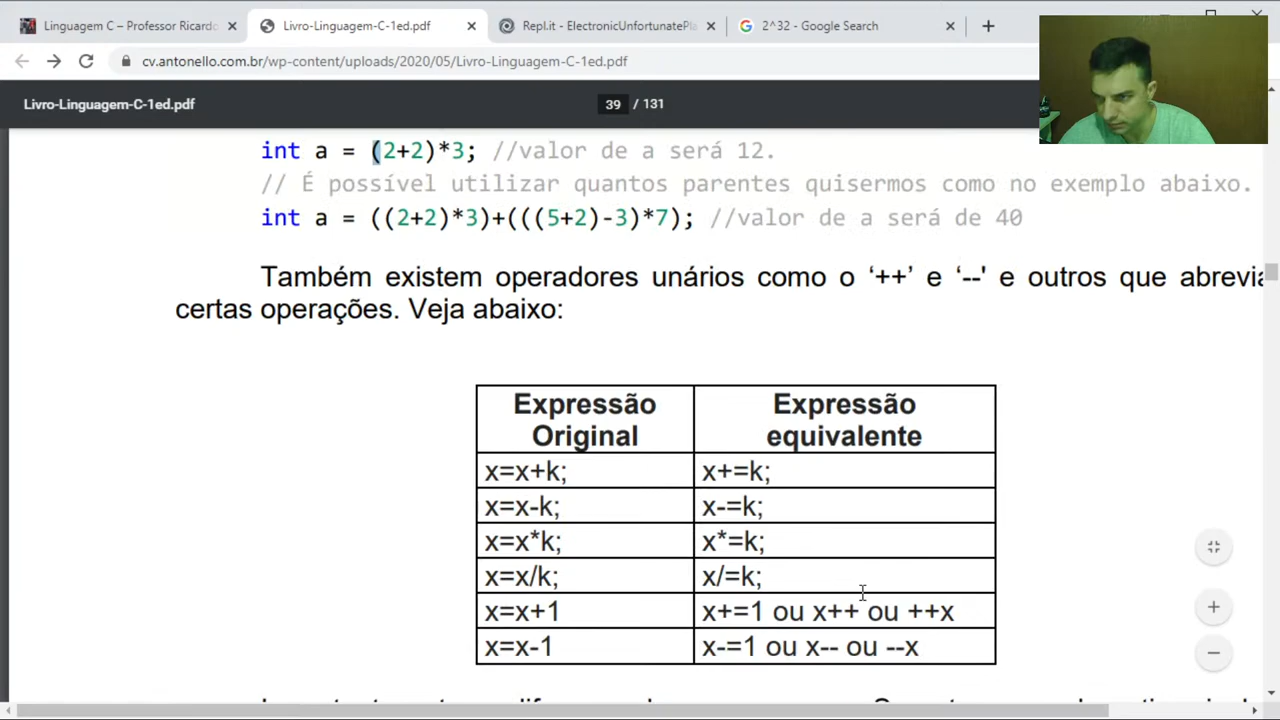 Linguagem C – Professor Ricardo
Livro-Linguagem-C-1ed.pdf
Repl.it - ElectronicUnfortunatePla
2^32 - Google Search
cv.antonello.com.br/wp-content/uploads/2020/05/Livro-Linguagem-C-1ed.pdf
Livro-Linguagem-C-1ed.pdf
39 / 131
int a = (2+2)*3; //valor de a será 12.
// É possível utilizar quantos parentes quisermos como no exemplo abaixo.
int a = ((2+2)*3)+(((5+2)-3)*7); //valor de a será de 40
Também existem operadores unários como o ‘++’ e ‘--' e outros que abrevia
certas operações. Veja abaixo:
Expressão Original
Expressão equivalente
x=x+k;
x+=k;
x=x-k;
x-=k;
x=x*k;
x*=k;
x=x/k;
x/=k;
x=x+1
x+=1 ou x++ ou ++x
x=x-1
x-=1 ou x-- ou --x